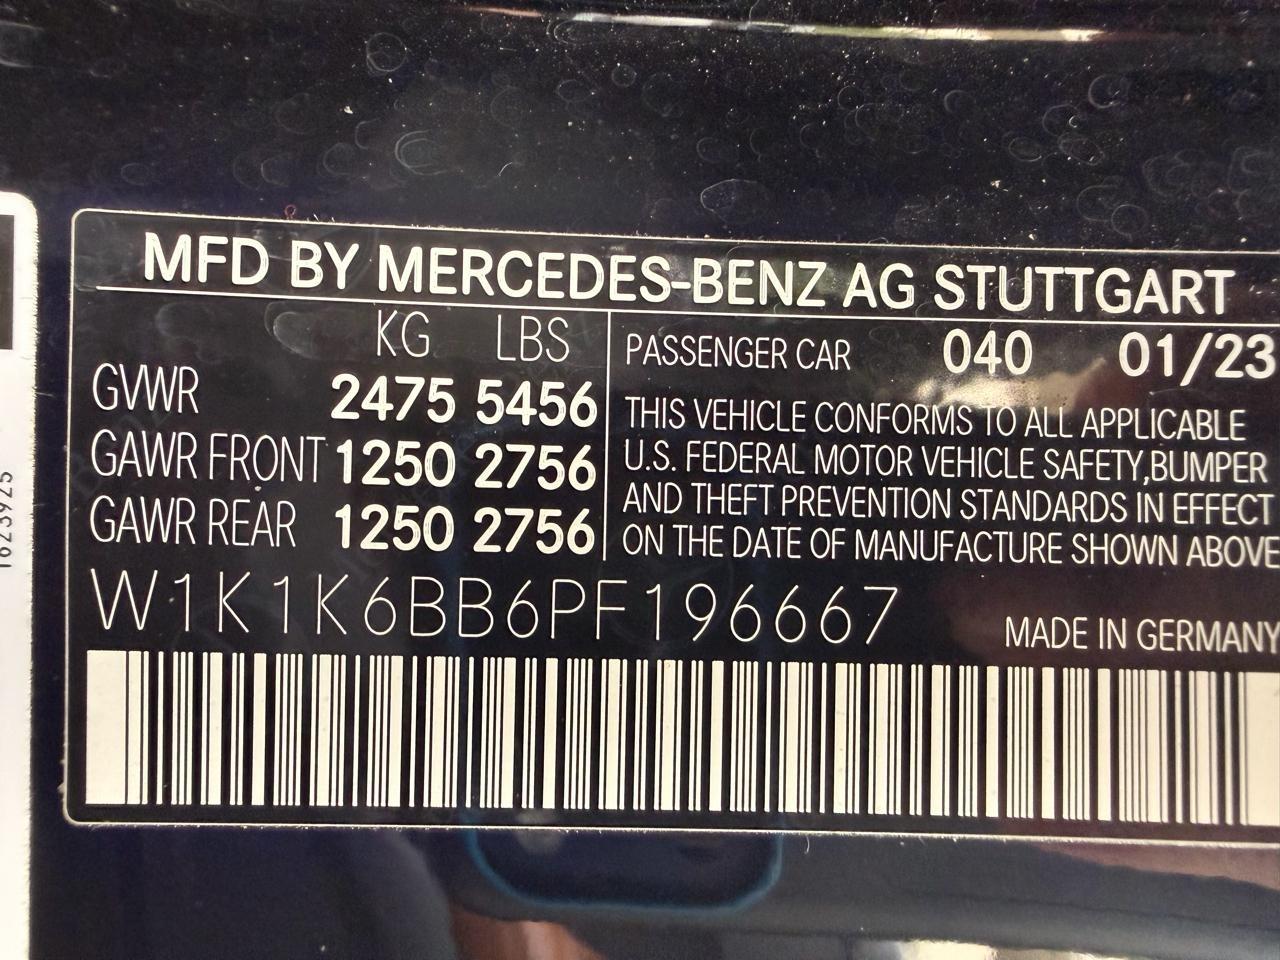 MFD BY MERCEDES-BENZ AG STUTTGART
KG LBS
GVWR 2475 5456
GAWR FRONT 1250 2756
GAWR REAR 1250 2756
PASSENGER CAR 040 01/23
THIS VEHICLE CONFORMS TO ALL APPLICABLE
U.S. FEDERAL MOTOR VEHICLE SAFETY,BUMPER
AND THEFT PREVENTION STANDARDS IN EFFECT
ON THE DATE OF MANUFACTURE SHOWN ABOVE
W1K1K6BB6PF196667
MADE IN GERMANY